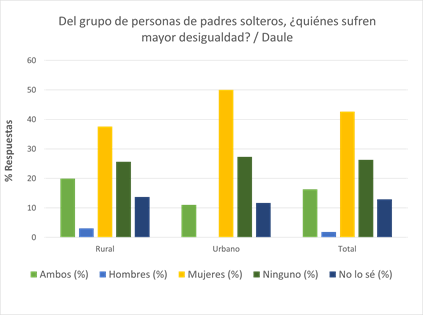 Del grupo de personas de padres solteros, ¿quiénes sufren
mayor desigualdad? / Daule
60
50
40
30
20
10
0
% Respuestas
Rural Urbano Total
Ambos (%) Hombres (%) Mujeres (%) Ninguno (%) No lo sé (%)